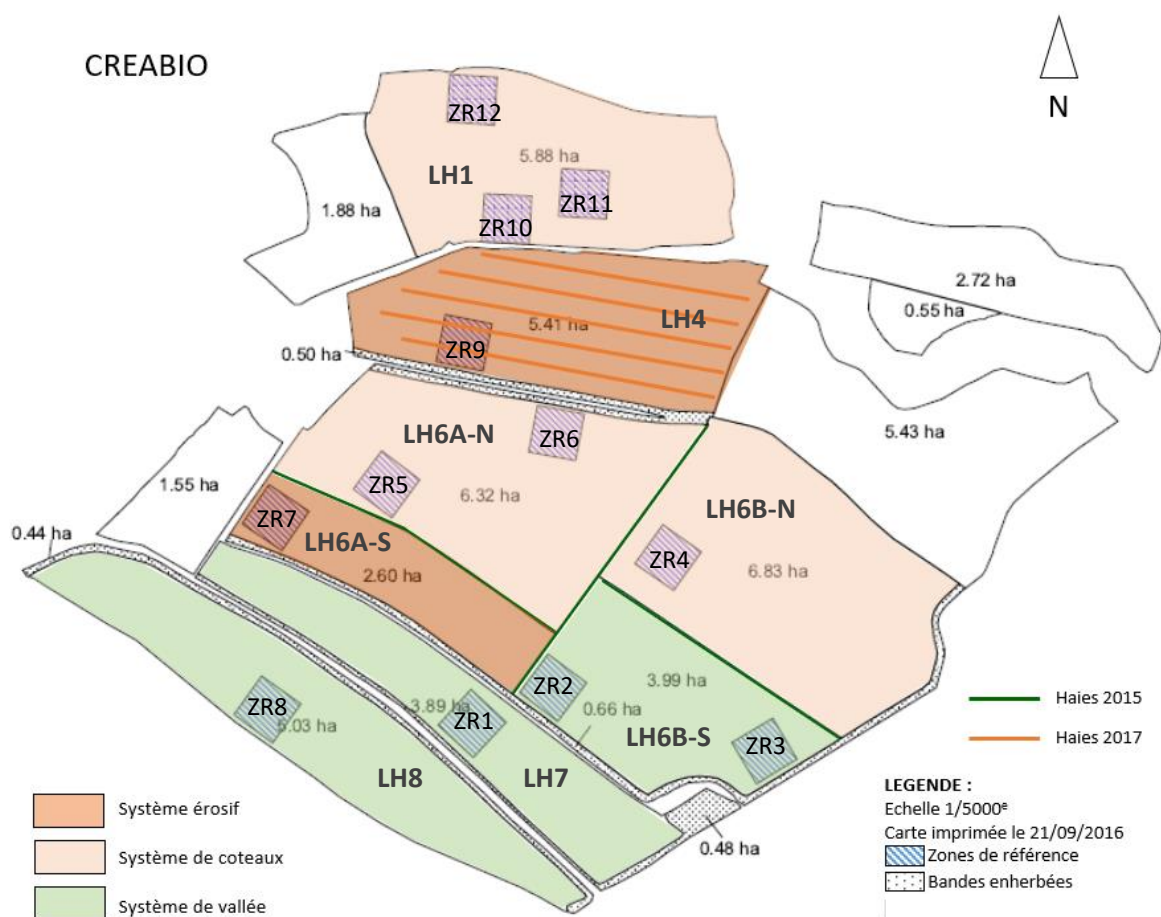 CREABIO
N
ZR12
5.88 ha
LH1
ZR11
1.88 ha
ZR10
2.72 ha
0.55 ha
LH4
5.41 ha
ZR9
0.50 ha
5.43 ha
LH6A-N
ZR6
ZR5
1.55 ha
6.32 ha
LH6B-N
ZR7
0.44 ha
LH6A-S
ZR4
6.83 ha
2.60 ha
ZR2
3.99 ha
ZR8
5.03 ha
3.89 ha
ZR1
0.66 ha
LH6B-S
ZR3
LH8
LH7
0.48 ha
Haies 2015
Haies 2017
LEGENDE :
Echelle 1/5000ᵉ
Carte imprimée le 21/09/2016
Zones de référence
Bandes enherbées
Système érosif
Système de coteaux
Système de vallée